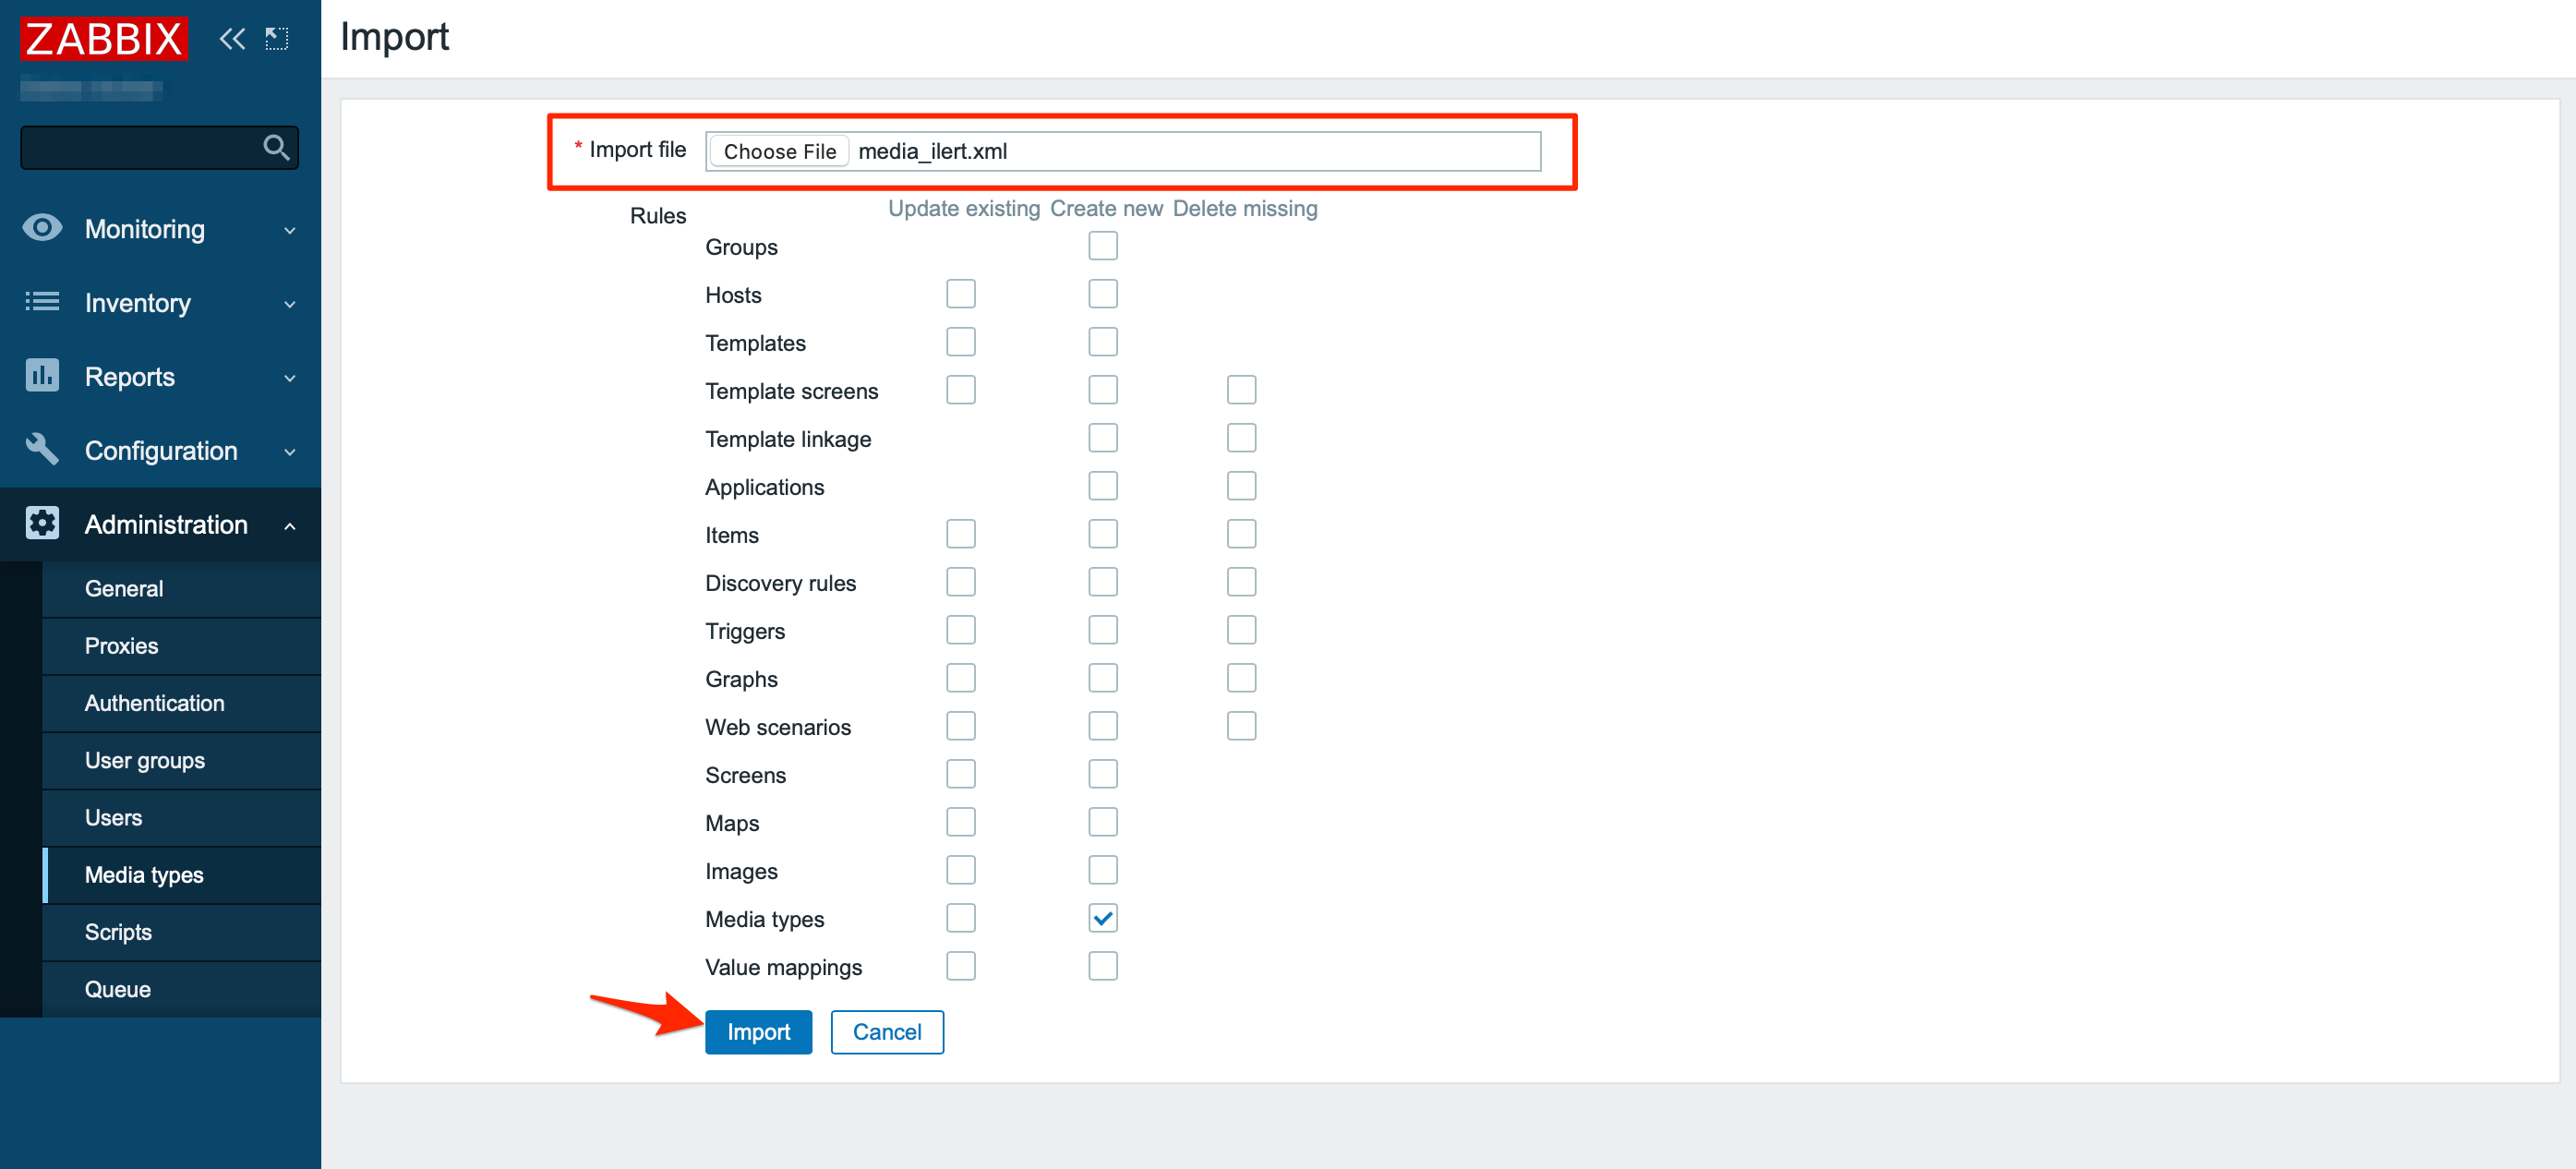 ZABBIX
Monitoring
Inventory
Reports
Configuration
Administration
General
Proxies
Authentication
User groups
Users
Media types
Scripts
Queue
Import
* Import file Choose File media_ilert.xml
Rules Update existing Create new Delete missing
Groups
Hosts
Templates
Template screens
Template linkage
Applications
Items
Discovery rules
Triggers
Graphs
Web scenarios
Screens
Maps
Images
Media types
Value mappings
Import Cancel